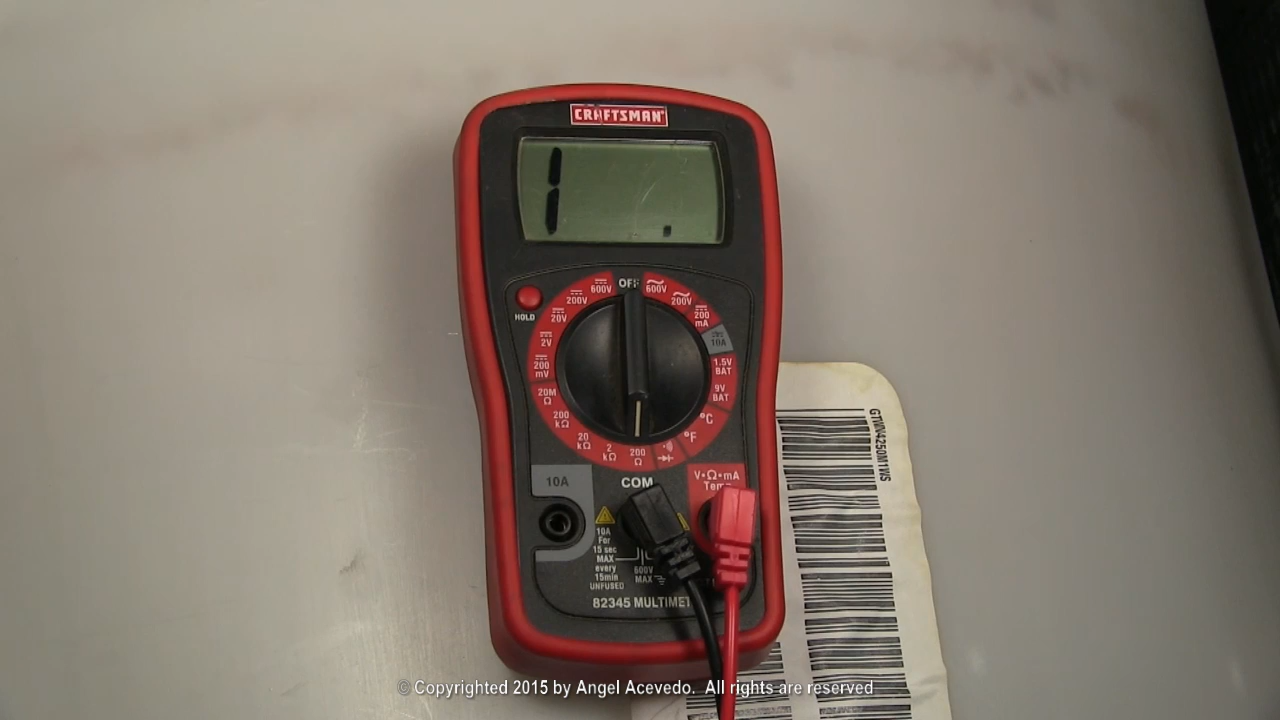 CRAFTSMAN
1 .
OFF
600V
200V
20V
2V
200 mV
20M Ω
200 kΩ
20 kΩ
2 kΩ
200 Ω
600V
200V
200 mA
10A
1.5V BAT
9V BAT
°C
°F
HOLD
10A
COM
V•Ω•mA
10A
For
15 sec
MAX
every
15min
UNFUSED
600V
MAX
82345
GTWN4250M1WS
© Copyrighted 2015 by Angel Acevedo. All rights are reserved